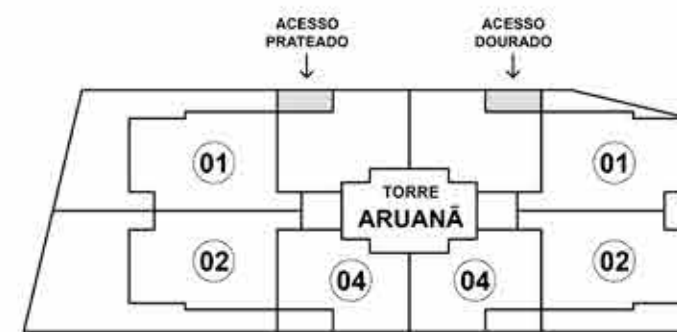 ACESSO
PRATEADO
ACESSO
DOURADO
01
01
TORRE
ARUANÃ
02
04
04
02